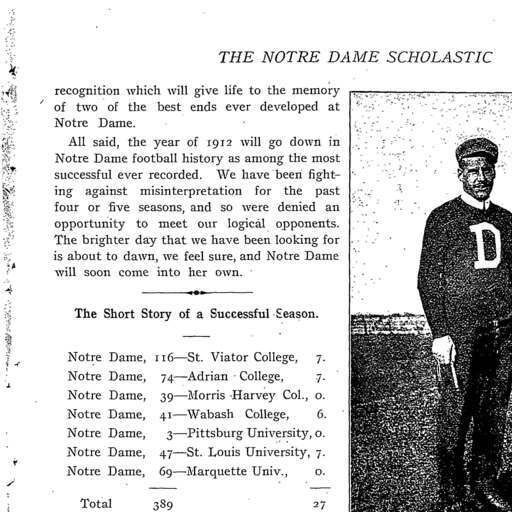 THE NOTRE DAME SCHOLASTIC
recognition which will give life to the memory
of two of the best ends ever developed at
Notre Dame.
All said, the year of 1912 will go down in
Notre Dame football history as among the most
successful ever recorded. We have been fight-
ing against misinterpretation for the past
four or five seasons, and so were denied an
opportunity to meet our logical opponents.
The brighter day that we have been looking for
is about to dawn, we feel sure, and Notre Dame
will soon come into her own.
The Short Story of a Successful Season.
Notre Dame, 116—St. Viator College, 7.
Notre Dame, 74—Adrian College, 7.
Notre Dame, 39—Morris Harvey Col., 0.
Notre Dame, 41—Wabash College, 6.
Notre Dame, 3—Pittsburg University, 0.
Notre Dame, 47—St. Louis University, 7.
Notre Dame, 69—Marquette Univ., 0.
Total 389 27
D